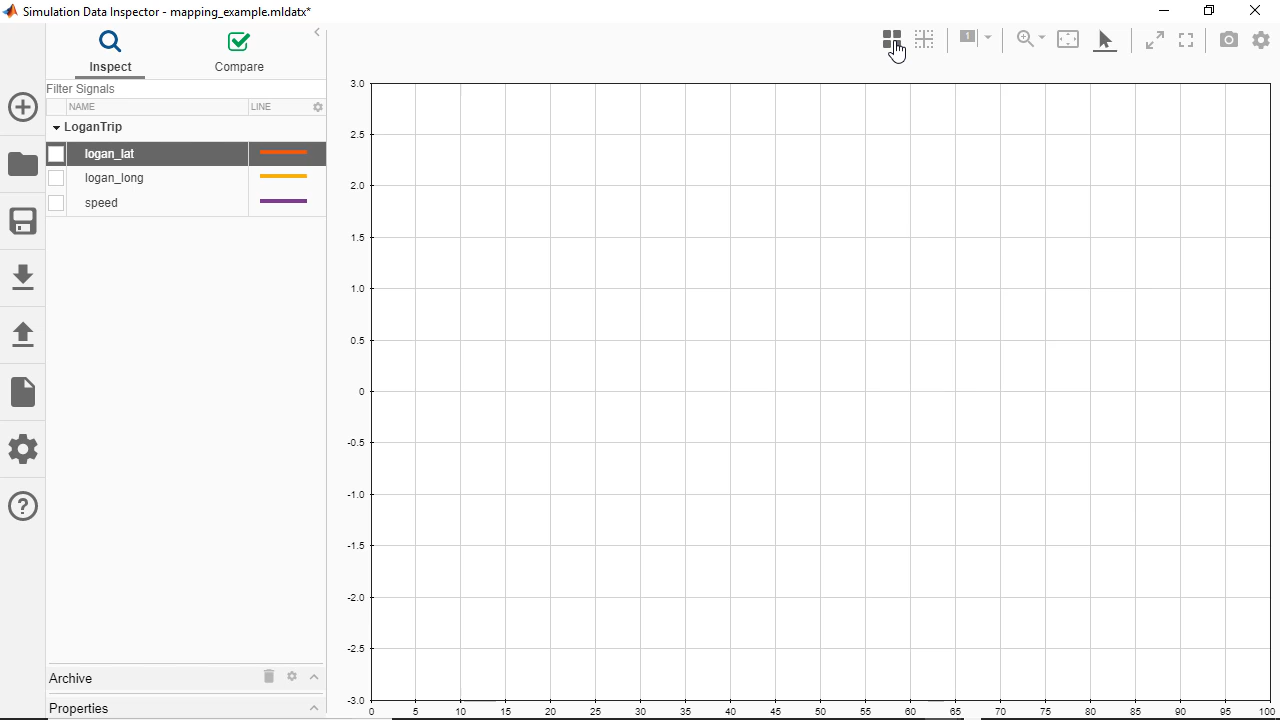 Simulation Data Inspector - mapping_example.mldatx*
Inspect
Compare
Filter Signals
NAME
LINE
LoganTrip
logan_lat
logan_long
speed
Archive
Properties
1
3.0
2.5
2.0
1.5
1.0
0.5
0
-0.5
-1.0
-1.5
-2.0
-2.5
-3.0
0 5 10 15 20 25 30 35 40 45 50 55 60 65 70 75 80 85 90 95 100